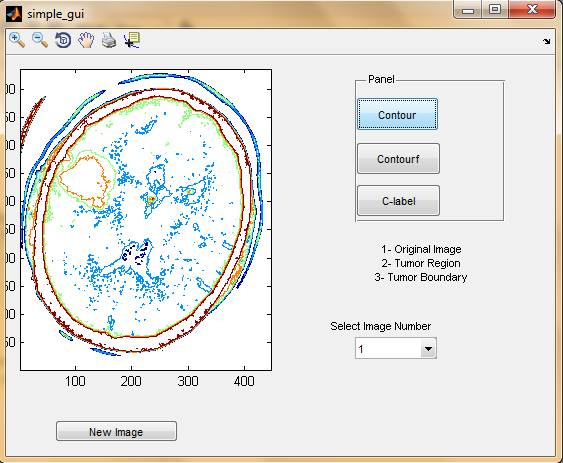 simple_gui
Panel
Contour
Contourf
C-label
1- Original Image
2- Tumor Region
3- Tumor Boundary
Select Image Number
1
100 200 300 400
New Image